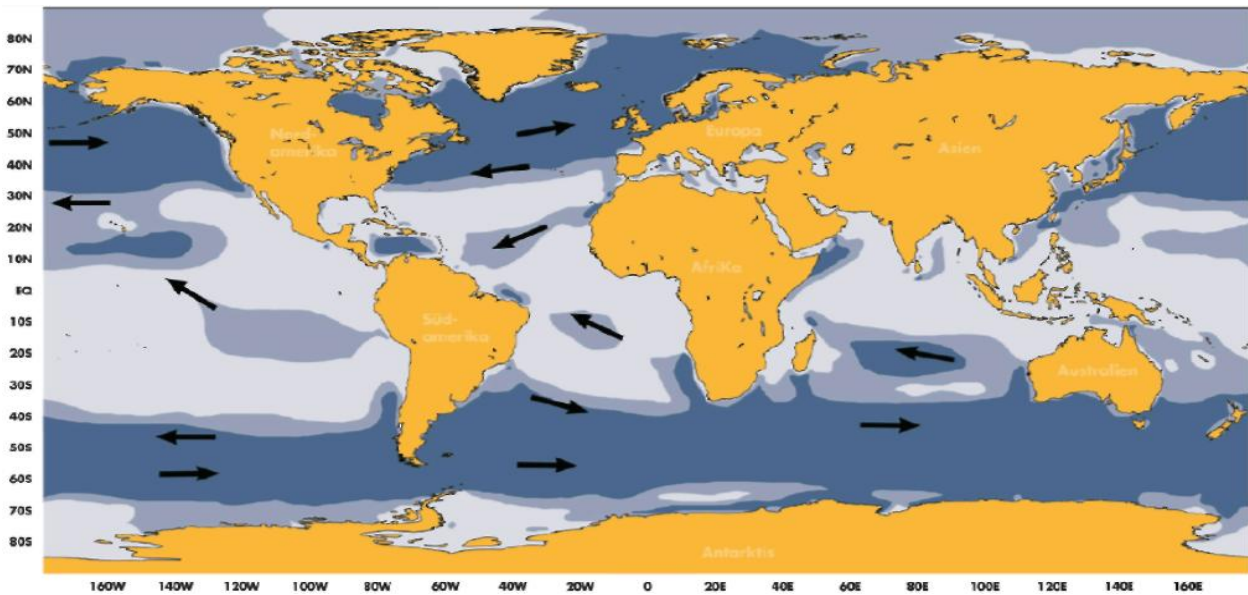 80N
70N
60N
50N
40N
30N
20N
10N
EQ
10S
20S
30S
40S
50S
60S
70S
80S
Nord-
amerika
Europa
Asien
AfriKa
Süd-
amerika
Australien
Antarktis
160W 140W 120W 100W 80W 60W 40W 20W 0 20E 40E 60E 80E 100E 120E 140E 160E